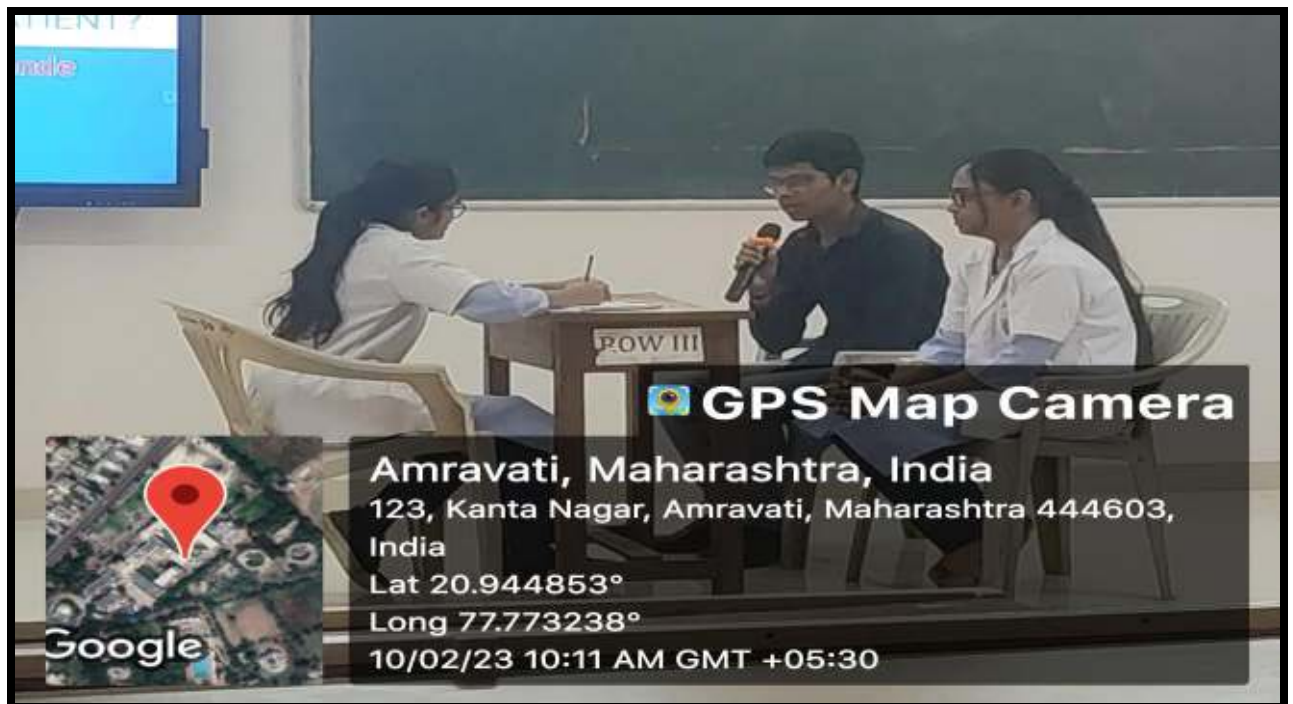 ATIENT?
ROW III
GPS Map Camera
Amravati, Maharashtra, India
123, Kanta Nagar, Amravati, Maharashtra 444603,
India
Lat 20.944853°
Long 77.773238°
10/02/23 10:11 AM GMT +05:30
Google